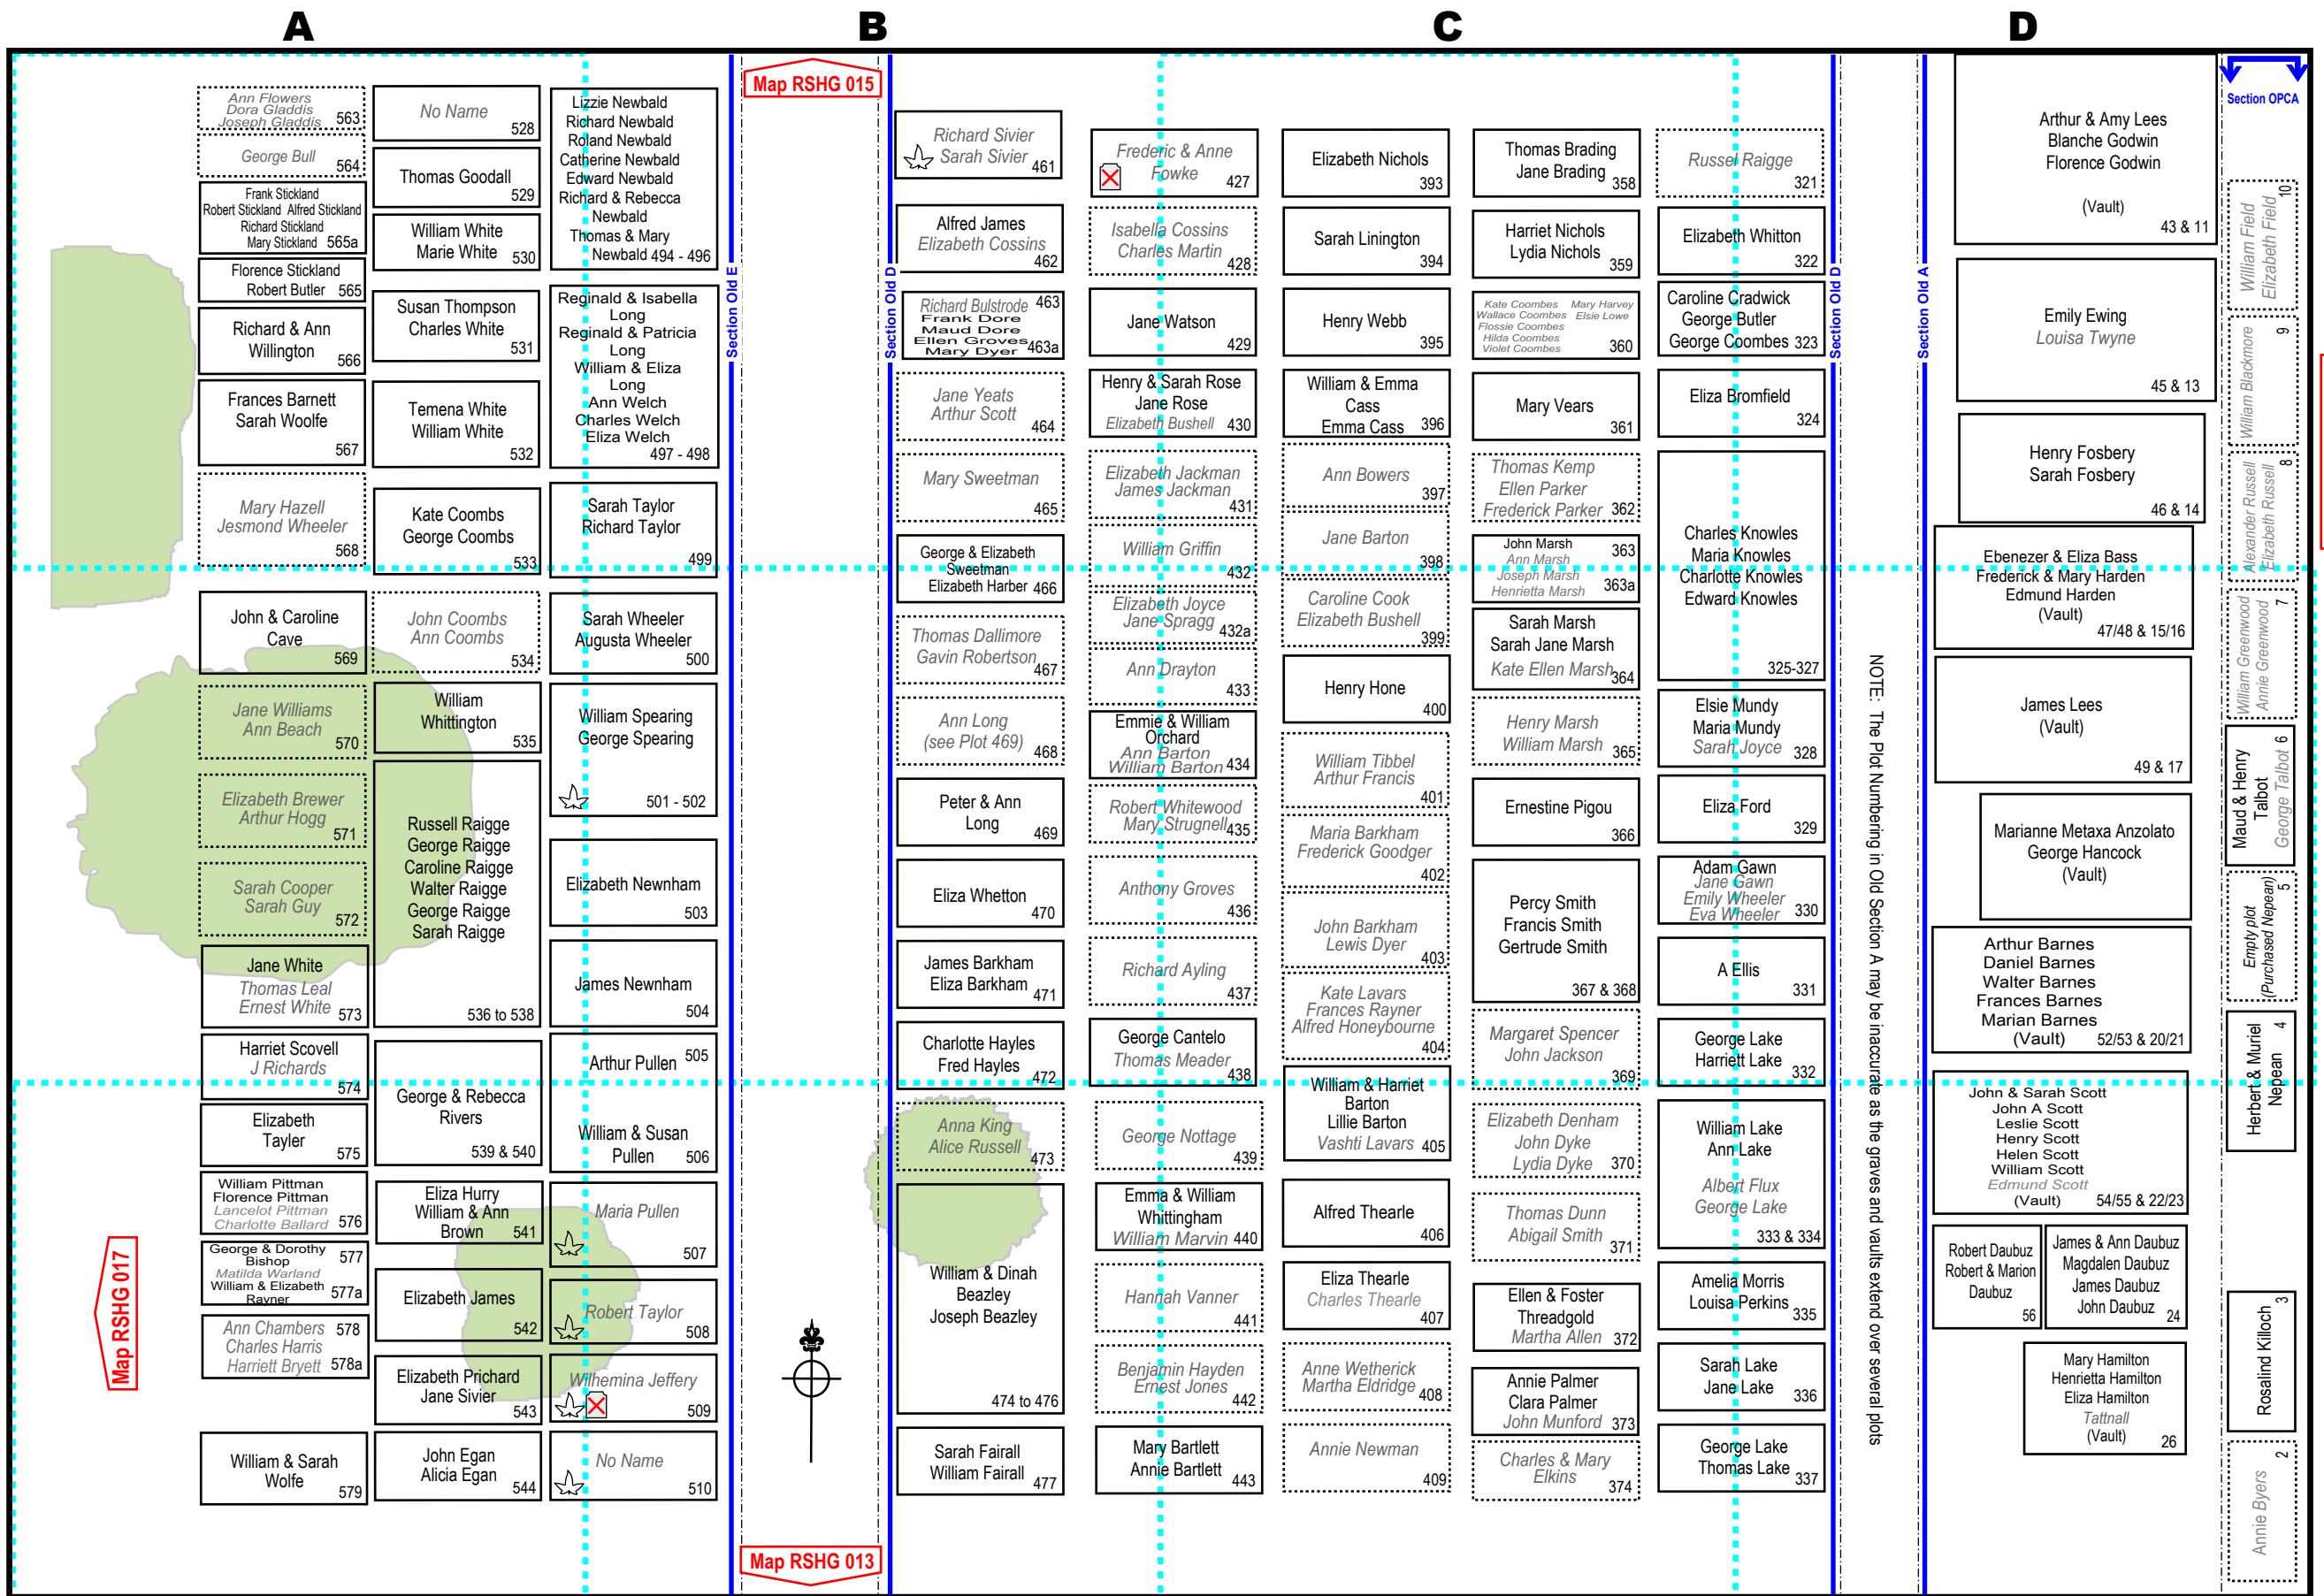 A
B
C
D
Map RSHG 015
Section OPCA
Ann Flowers
Dora Gladdis
Joseph Gladdis 563
George Bull
564
Frank Stickland
Robert Stickland Alfred Stickland
Richard Stickland
Mary Stickland 565a
Florence Stickland
Robert Butler 565
Richard & Ann
Willington
566
Frances Barnett
Sarah Woolfe
567
Mary Hazell
Jesmond Wheeler
568
John & Caroline
Cave
569
Jane Williams
Ann Beach
570
Elizabeth Brewer
Arthur Hogg
571
Sarah Cooper
Sarah Guy
572
Jane White
Thomas Leal
Ernest White 573
Harriet Scovell
J Richards
574
Elizabeth
Tayler
575
William Pittman
Florence Pittman
Lancelot Pittman
Charlotte Ballard 576
George & Dorothy 577
Bishop
Matilda Warland
William & Elizabeth 577a
Rayner
Ann Chambers 578
Charles Harris
Harriett Bryett 578a
William & Sarah
Wolfe
579
No Name
528
Thomas Goodall
529
William White
Marie White 530
Susan Thompson
Charles White
531
Temena White
William White
532
Kate Coombs
George Coombs
533
John Coombs
Ann Coombs
534
William
Whittington
535
Russell Raigge
George Raigge
Caroline Raigge
Walter Raigge
George Raigge
Sarah Raigge
536 to 538
George & Rebecca
Rivers
539 & 540
Eliza Hurry
William & Ann
Brown 541
Elizabeth James
542
Elizabeth Prichard
Jane Sivier
543
John Egan
Alicia Egan
544
Lizzie Newbald
Richard Newbald
Roland Newbald
Catherine Newbald
Edward Newbald
Richard & Rebecca
Newbald
Thomas & Mary
Newbald 494 - 496
Reginald & Isabella
Long
Reginald & Patricia
Long
William & Eliza
Long
Ann Welch
Charles Welch
Eliza Welch
497 - 498
Sarah Taylor
Richard Taylor
499
Sarah Wheeler
Augusta Wheeler
500
William Spearing
George Spearing
501 - 502
Elizabeth Newnham
503
James Newnham
504
Arthur Pullen 505
William & Susan
Pullen 506
Maria Pullen
507
Robert Taylor
508
Wilhemina Jeffery
509
No Name
510
Section Old E
Section Old D
Richard Sivier
Sarah Sivier
461
Alfred James
Elizabeth Cossins
462
Richard Bulstrode 463
Frank Dore
Maud Dore
Ellen Groves
Mary Dyer 463a
Jane Yeats
Arthur Scott
464
Mary Sweetman
465
George & Elizabeth
Sweetman
Elizabeth Harber 466
Thomas Dallimore
Gavin Robertson
467
Ann Long
(see Plot 469)
468
Peter & Ann
Long
469
Eliza Whetton
470
James Barkham
Eliza Barkham
471
Charlotte Hayles
Fred Hayles
472
Anna King
Alice Russell
473
William & Dinah
Beazley
Joseph Beazley
474 to 476
Sarah Fairall
William Fairall
477
Frederic & Anne
Fowke
427
Isabella Cossins
Charles Martin
428
Jane Watson
429
Henry & Sarah Rose
Jane Rose
Elizabeth Bushell 430
Elizabeth Jackman
James Jackman
431
William Griffin
432
Elizabeth Joyce
Jane Spragg 432a
Ann Drayton
433
Emmie & William
Orchard
Ann Barton
William Barton 434
Robert Whitewood
Mary Strugnell 435
Anthony Groves
436
Richard Ayling
437
George Cantelo
Thomas Meader
438
George Nottage
439
Emma & William
Whittingham
William Marvin 440
Hannah Vanner
441
Benjamin Hayden
Ernest Jones
442
Mary Bartlett
Annie Bartlett
443
Elizabeth Nichols
393
Sarah Linington
394
Henry Webb
395
William & Emma
Cass
Emma Cass 396
Ann Bowers
397
Jane Barton
398
Caroline Cook
Elizabeth Bushell
399
Henry Hone
400
William Tibbel
Arthur Francis
401
Maria Barkham
Frederick Goodger
402
John Barkham
Lewis Dyer
403
Kate Lavars
Frances Rayner
Alfred Honeybourne
404
William & Harriet
Barton
Lillie Barton
Vashti Lavars 405
Alfred Thearle
406
Eliza Thearle
Charles Thearle
407
Anne Wetherick
Martha Eldridge 408
Annie Newman
409
Thomas Brading
Jane Brading 358
Harriet Nichols
Lydia Nichols
359
Kate Coombes Mary Harvey
Wallace Coombes Elsie Lowe
Flossie Coombes
Hilda Coombes
Violet Coombes 360
Mary Vears
361
Thomas Kemp
Ellen Parker
Frederick Parker 362
John Marsh 363
Ann Marsh
Joseph Marsh
Henrietta Marsh 363a
Sarah Marsh
Sarah Jane Marsh
Kate Ellen Marsh 364
Henry Marsh
William Marsh 365
Ernestine Pigou
366
Percy Smith
Francis Smith
Gertrude Smith
367 & 368
Margaret Spencer
John Jackson
369
Elizabeth Denham
John Dyke
Lydia Dyke 370
Thomas Dunn
Abigail Smith
371
Ellen & Foster
Threadgold
Martha Allen 372
Annie Palmer
Clara Palmer
John Munford 373
Charles & Mary
Elkins
374
Russel Raigge
321
Elizabeth Whitton
322
Caroline Cradwick
George Butler
George Coombes 323
Eliza Bromfield
324
Charles Knowles
Maria Knowles
Charlotte Knowles
Edward Knowles
325-327
Elsie Mundy
Maria Mundy
Sarah Joyce 328
Eliza Ford
329
Adam Gawn
Jane Gawn
Emily Wheeler
Eva Wheeler 330
A Ellis
331
George Lake
Harriett Lake
332
William Lake
Ann Lake
Albert Flux
George Lake
333 & 334
Amelia Morris
Louisa Perkins
335
Sarah Lake
Jane Lake
336
George Lake
Thomas Lake
337
Section Old D
Section Old A
NOTE: The Plot Numbering in Old Section A may be inaccurate as the graves and vaults extend over several plots
Arthur & Amy Lees
Blanche Godwin
Florence Godwin
(Vault)
43 & 11
Emily Ewing
Louisa Twyne
45 & 13
Henry Fosbery
Sarah Fosbery
46 & 14
Ebenezer & Eliza Bass
Frederick & Mary Harden
Edmund Harden
(Vault)
47/48 & 15/16
James Lees
(Vault)
49 & 17
Marianne Metaxa Anzolato
George Hancock
(Vault)
Arthur Barnes
Daniel Barnes
Walter Barnes
Frances Barnes
Marian Barnes
(Vault) 52/53 & 20/21
John & Sarah Scott
John A Scott
Leslie Scott
Henry Scott
Helen Scott
William Scott
Edmund Scott
(Vault) 54/55 & 22/23
Robert Daubuz
Robert & Marion
Daubuz
56
James & Ann Daubuz
Magdalen Daubuz
James Daubuz
John Daubuz
24
Mary Hamilton
Henrietta Hamilton
Eliza Hamilton
Tattnall
(Vault)
26
William Field
Elizabeth Field
10
William Blackmore
9
Alexander Russell
Elizabeth Russell
8
William Greenwood
Annie Greenwood
7
Maud & Henry
Talbot
George Talbot 6
Empty plot
(Purchased Nepean)
5
Herbert & Muriel
Nepean
4
Rosalind Killoch
3
Annie Byers
2
Map RSHG 017
Map RSHG 013